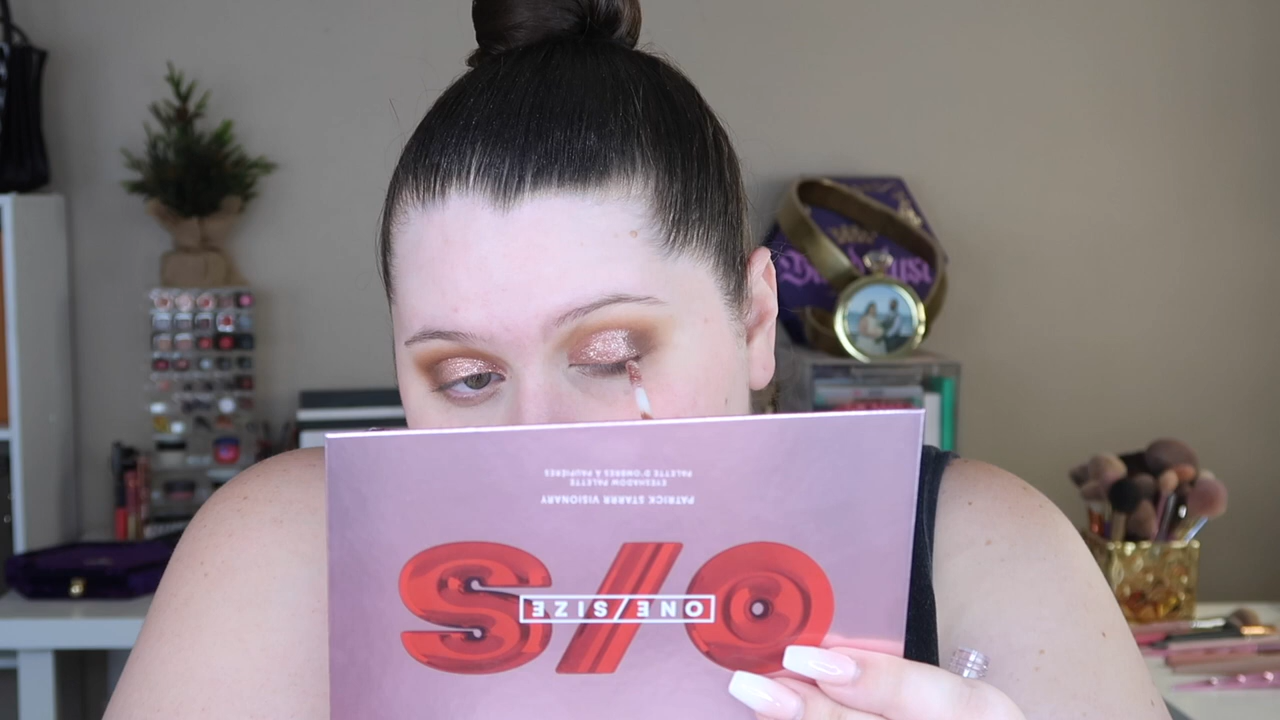 PATRICK STARRR VISIONARY
EYESHADOW PALETTE
PALETTE D'OMBRES À PAUPIÈRES
O/S
ONE/SIZE